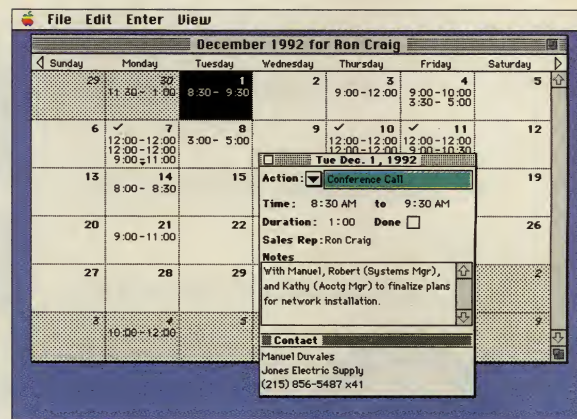 File Edit Enter View
December 1992 for Ron Craig
Sunday Monday Tuesday Wednesday Thursday Friday Saturday
29 30 1 2 3 4 5
11:30- 1:00 8:30- 9:30 9:00-12:00 9:00-10:00
3:30- 5:00
6 ✓ 7 8 9 ✓ 10 ✓ 11 12
12:00-12:00 3:00- 5:00 12:00-12:00 12:00-12:00
12:00-12:00 12:00-12:00 9:00-10:30
9:00-11:00
Tue Dec. 1, 1992
Action: Conference Call
Time: 8:30 AM to 9:30 AM
Duration: 1:00 Done
Sales Rep: Ron Craig
Notes
With Manuel, Robert (Systems Mgr),
and Kathy (Acctg Mgr) to finalize plans
for network installation.
Contact
Manuel Duvales
Jones Electric Supply
(215) 856-5487 x41
13 14 15 19
8:00- 8:30
20 21 22 26
9:00-11:00
27 28 29 2
3 4 5 9
10:00-12:00